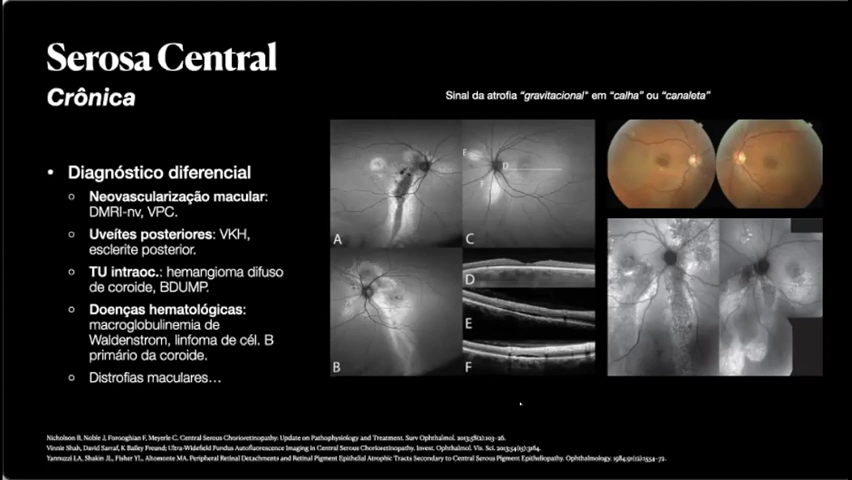 Serosa Central
Crônica
Sinal da atrofia “gravitacional” em “calha” ou “canaleta”
• Diagnóstico diferencial
Neovascularização macular:
DMRI-nv, VPC.
Uveítes posteriores: VKH,
esclerite posterior.
TU intraoc.: hemangioma difuso
de coroide, BDUMP.
Doenças hematológicas:
macroglobulinemia de
Waldenstrom, linfoma de cél. B
primário da coroide.
Distrofias maculares…
A
C
E
D
F
B
D
E
F
Nicholson B, Noble J, Forooghian F, Meyerle C. Central Serous Chorioretinopathy: Update on Pathophysiology and Treatment. Surv Ophthalmol. 2013;58(2):103-26.
Vinnie Shah, David Sarraf, K Bailey Freund; Ultra-Widefield Fundus Autofluorescence Imaging in Central Serous Chorioretinopathy. Invest. Ophthalmol. Vis. Sci. 2013;54(15):3164.
Yannuzzi LA, Shakin JL, Fisher YL, Altomonte MA. Peripheral Retinal Detachments and Retinal Pigment Epithelial Atrophic Tracts Secondary to Central Serous Pigment Epitheliopathy. Ophthalmology. 1984;91(12):1554-72.